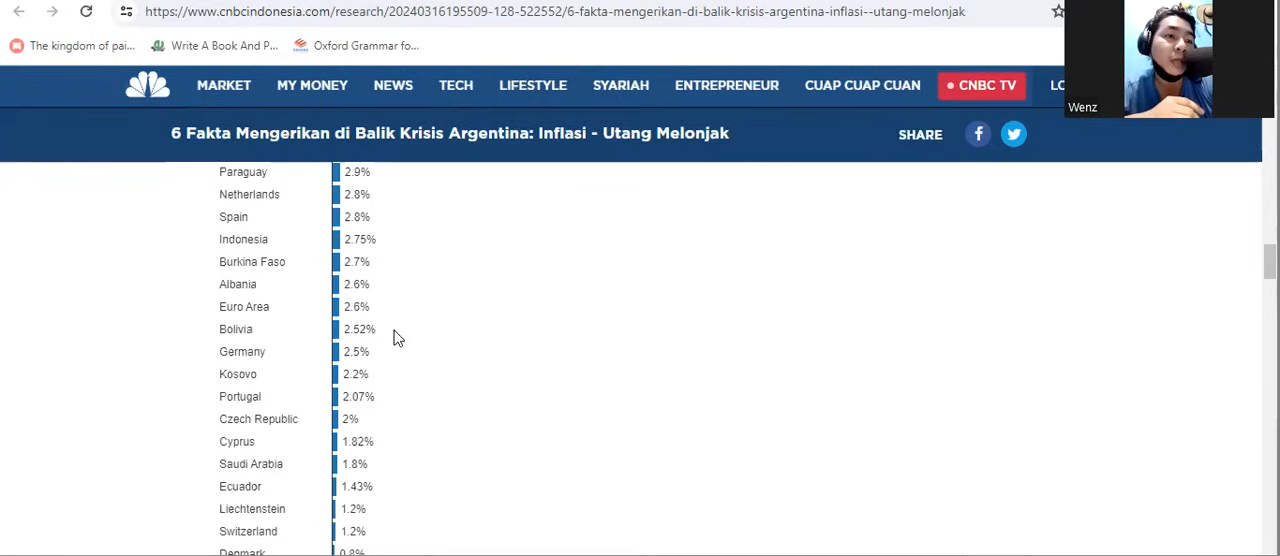 https://www.cnbcindonesia.com/research/20240316195509-128-522552/6-fakta-mengerikan-di-balik-krisis-argentina-inflasi--utang-melonjak
The kingdom of pai... Write A Book And P... Oxford Grammar fo...
MARKET MY MONEY NEWS TECH LIFESTYLE SYARIAH ENTREPRENEUR CUAP CUAP CUAN CNBC TV LO
Wenz
6 Fakta Mengerikan di Balik Krisis Argentina: Inflasi - Utang Melonjak SHARE
Paraguay 2.9%
Netherlands 2.8%
Spain 2.8%
Indonesia 2.75%
Burkina Faso 2.7%
Albania 2.6%
Euro Area 2.6%
Bolivia 2.52%
Germany 2.5%
Kosovo 2.2%
Portugal 2.07%
Czech Republic 2%
Cyprus 1.82%
Saudi Arabia 1.8%
Ecuador 1.43%
Liechtenstein 1.2%
Switzerland 1.2%
Denmark 0.8%